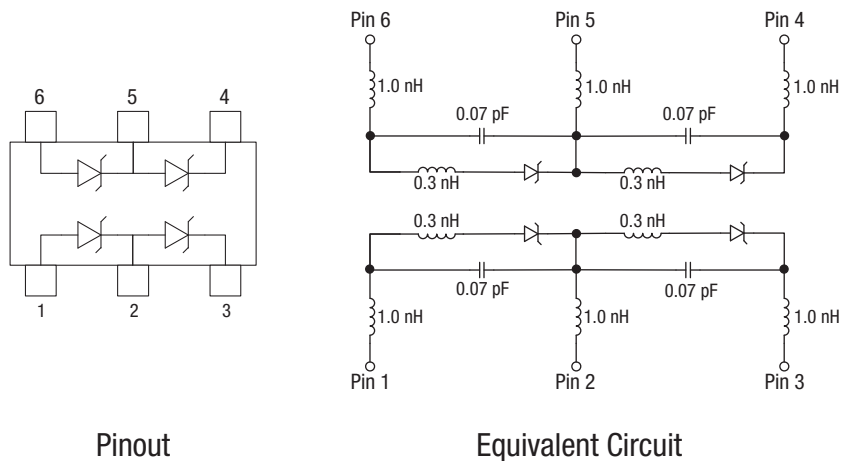 Pin 6 Pin 5 Pin 4
1.0 nH 1.0 nH 1.0 nH
6 5 4
0.07 pF 0.07 pF
0.3 nH 0.3 nH
0.3 nH 0.3 nH
0.07 pF 0.07 pF
1 2 3
1.0 nH 1.0 nH 1.0 nH
Pin 1 Pin 2 Pin 3
Pinout Equivalent Circuit